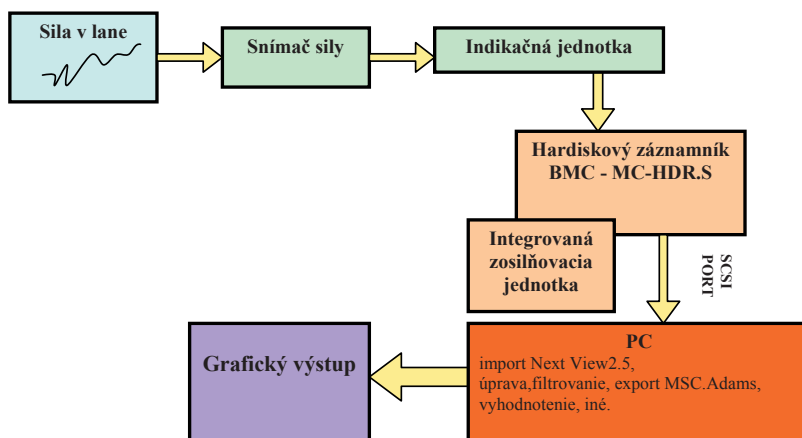 Sila v lane
Snímač sily
Indikačná jednotka
Hardiskový záznamník
BMC - MC-HDR.S
Integrovaná
zosilňovacia
jednotka
SCSI
PORT
PC
import Next View2.5,
úprava,filtrovanie, export MSC.Adams,
vyhodnotenie, iné.
Grafický výstup